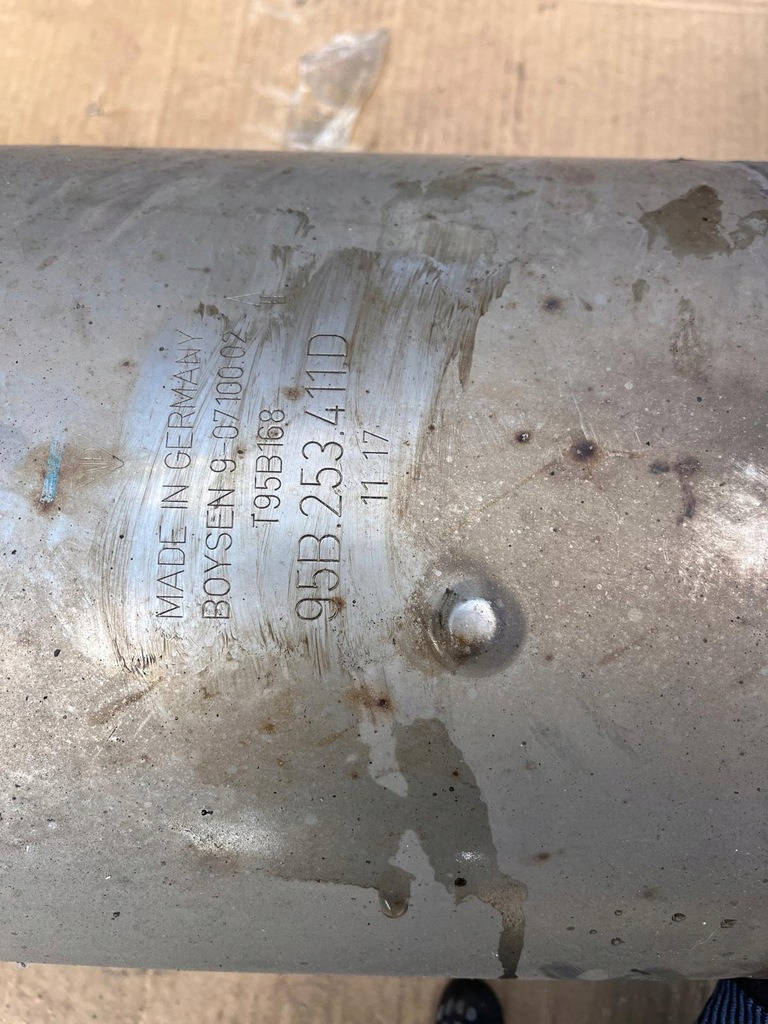 MADE IN GERMANY
BOYSEN 9-07100.02
T95B168
95B.253.411D
11 17